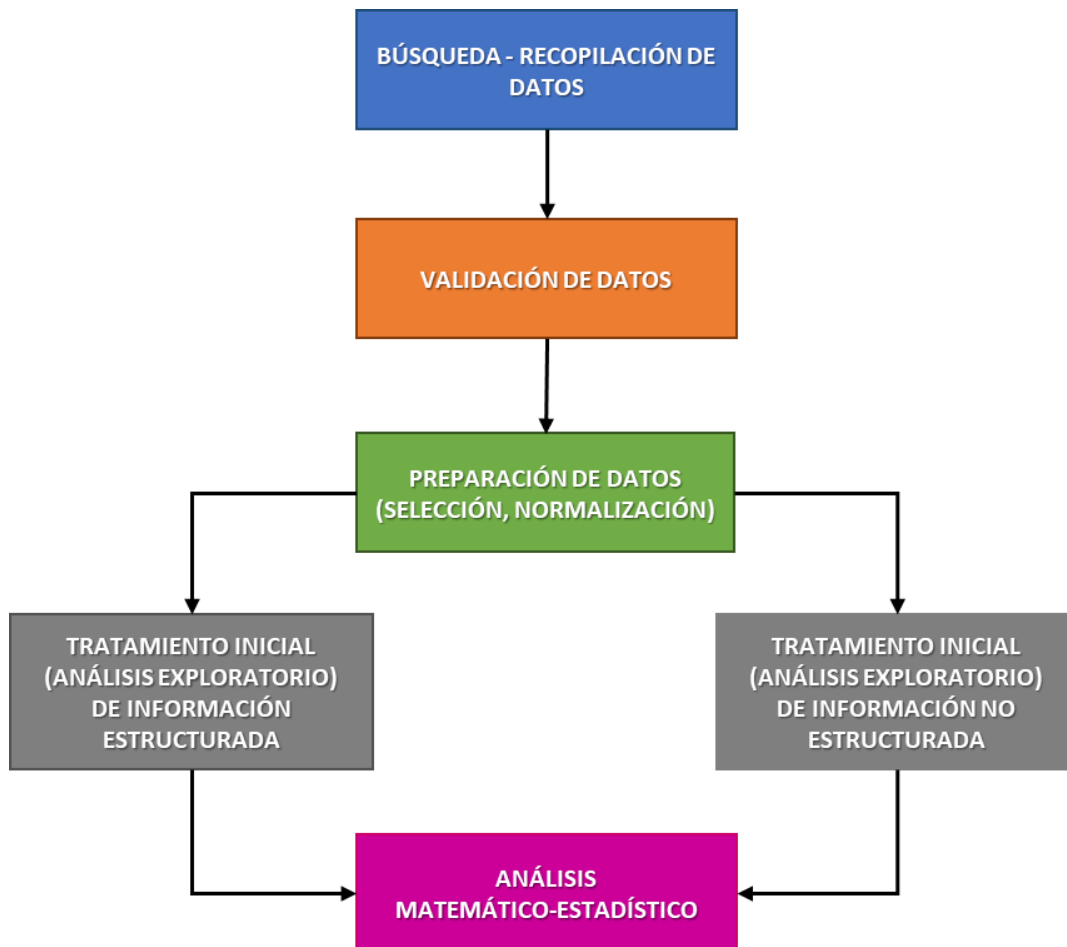 BÚSQUEDA - RECOPILACIÓN DE
DATOS
VALIDACIÓN DE DATOS
PREPARACIÓN DE DATOS
(SELECCIÓN, NORMALIZACIÓN)
TRATAMIENTO INICIAL
(ANÁLISIS EXPLORATORIO)
DE INFORMACIÓN
ESTRUCTURADA
TRATAMIENTO INICIAL
(ANÁLISIS EXPLORATORIO)
DE INFORMACIÓN NO
ESTRUCTURADA
ANÁLISIS
MATEMÁTICO-ESTADÍSTICO